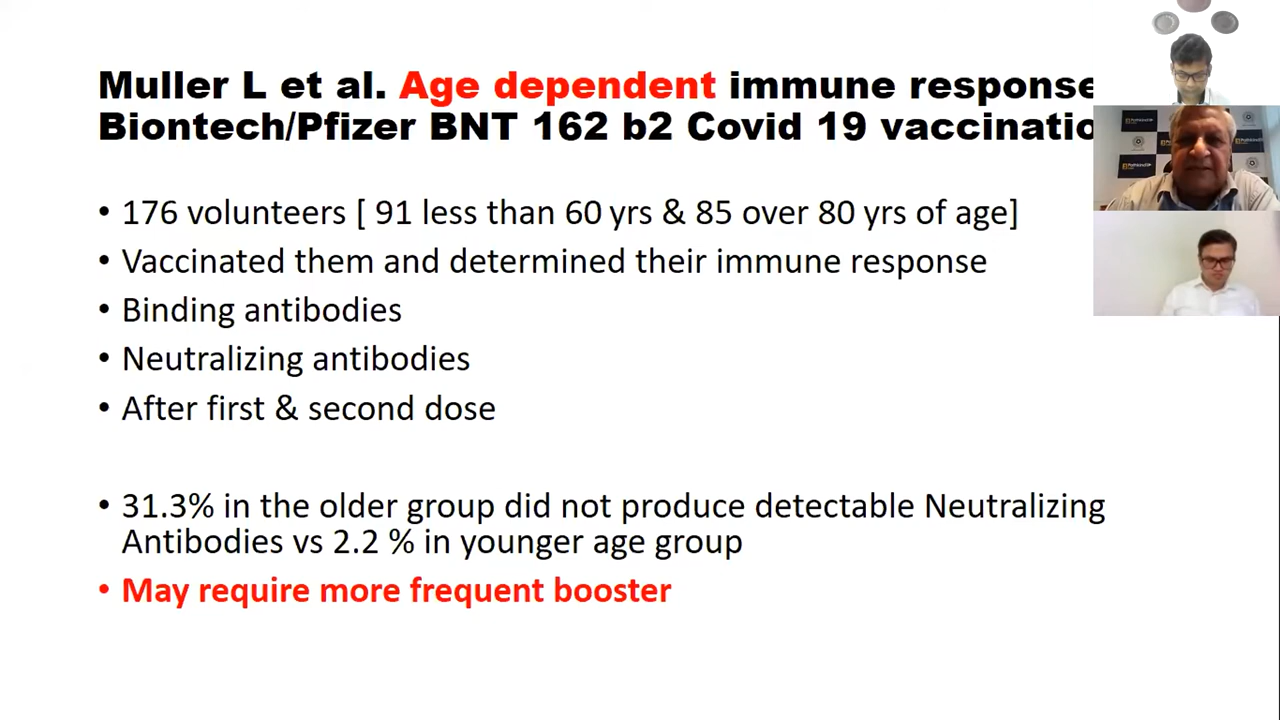 Muller L et al. Age dependent immune response
Biontech/Pfizer BNT 162 b2 Covid 19 vaccinatio
• 176 volunteers [ 91 less than 60 yrs & 85 over 80 yrs of age]
• Vaccinated them and determined their immune response
• Binding antibodies
• Neutralizing antibodies
• After first & second dose
• 31.3% in the older group did not produce detectable Neutralizing
Antibodies vs 2.2 % in younger age group
• May require more frequent booster